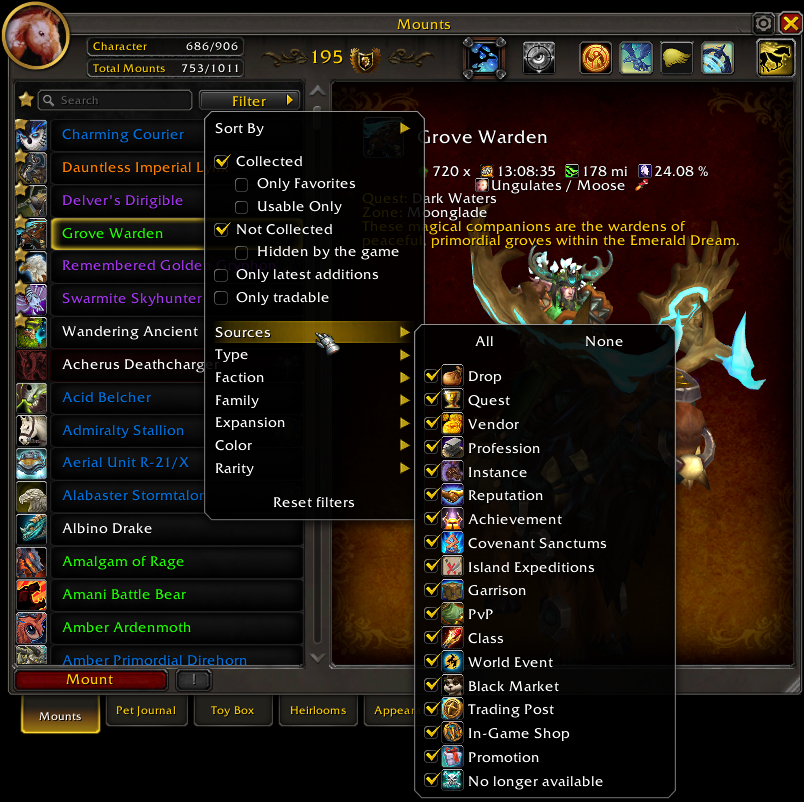 Mounts
Character 686/906
Total Mounts 753/1011
195
Search
Filter
Charming Courier
Dauntless Imperial L
Delver's Dirigible
Grove Warden
Remembered Golde
Swarmite Skyhunter
Wandering Ancient
Acherus Deathcharge
Acid Belcher
Admiralty Stallion
Aerial Unit R-21/X
Alabaster Stormtalon
Albino Drake
Amalgam of Rage
Amani Battle Bear
Amber Ardenmoth
Amber Primordial Direhorn
Sort By
Collected
Only Favorites
Usable Only
Not Collected
Hidden by the game
Only latest additions
Only tradable
Sources
Type
Faction
Family
Expansion
Color
Rarity
Reset filters
Grove Warden
720 x 13:08:35 178 mi 24.08 %
Ungulates / Moose
Quest: Dark Waters
Zone: Moonglade
These magical companions are the wardens of
peaceful, primordial groves within the Emerald Dream.
All None
Drop
Quest
Vendor
Profession
Instance
Reputation
Achievement
Covenant Sanctums
Island Expeditions
Garrison
PvP
Class
World Event
Black Market
Trading Post
In-Game Shop
Promotion
No longer available
Mount
!
Mounts
Pet Journal
Toy Box
Heirlooms
Appear